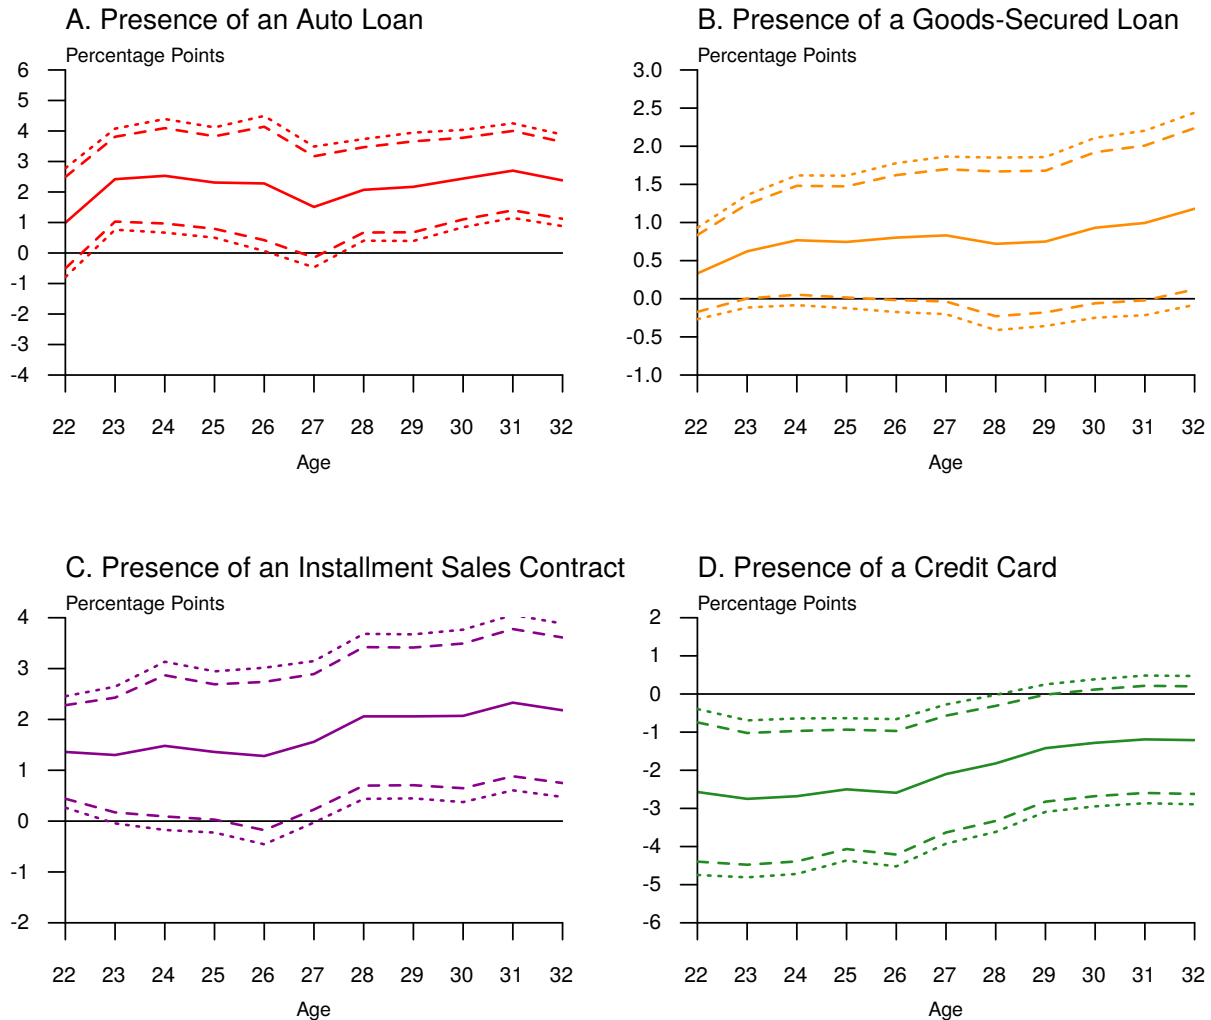 A. Presence of an Auto Loan
Percentage Points
6
5
4
3
2
1
0
-1
-2
-3
-4
22 23 24 25 26 27 28 29 30 31 32
Age
B. Presence of a Goods-Secured Loan
Percentage Points
3.0
2.5
2.0
1.5
1.0
0.5
0.0
-0.5
-1.0
22 23 24 25 26 27 28 29 30 31 32
Age
C. Presence of an Installment Sales Contract
Percentage Points
4
3
2
1
0
-1
-2
22 23 24 25 26 27 28 29 30 31 32
Age
D. Presence of a Credit Card
Percentage Points
2
1
0
-1
-2
-3
-4
-5
-6
22 23 24 25 26 27 28 29 30 31 32
Age